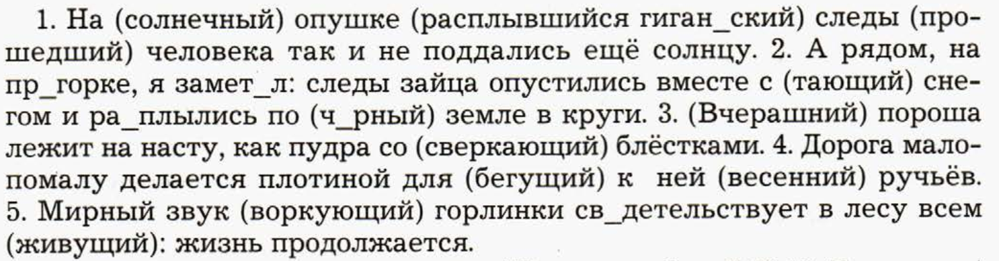 1. На (солнечный) опушке (расплывшийся гиган_ский) следы (про-
шедший) человека так и не поддались ещё солнцу. 2. А рядом, на
пр_горке, я замет_л: следы зайца опустились вместе с (тающий) сне-
гом и ра_плылись по (ч_рный) земле в круги. 3. (Вчерашний) пороша
лежит на насту, как пудра со (сверкающий) блёстками. 4. Дорога мало-
помалу делается плотиной для (бегущий) к ней (весенний) ручьёв.
5. Мирный звук (воркующий) горлинки св_детельствует в лесу всем
(живущий): жизнь продолжается.